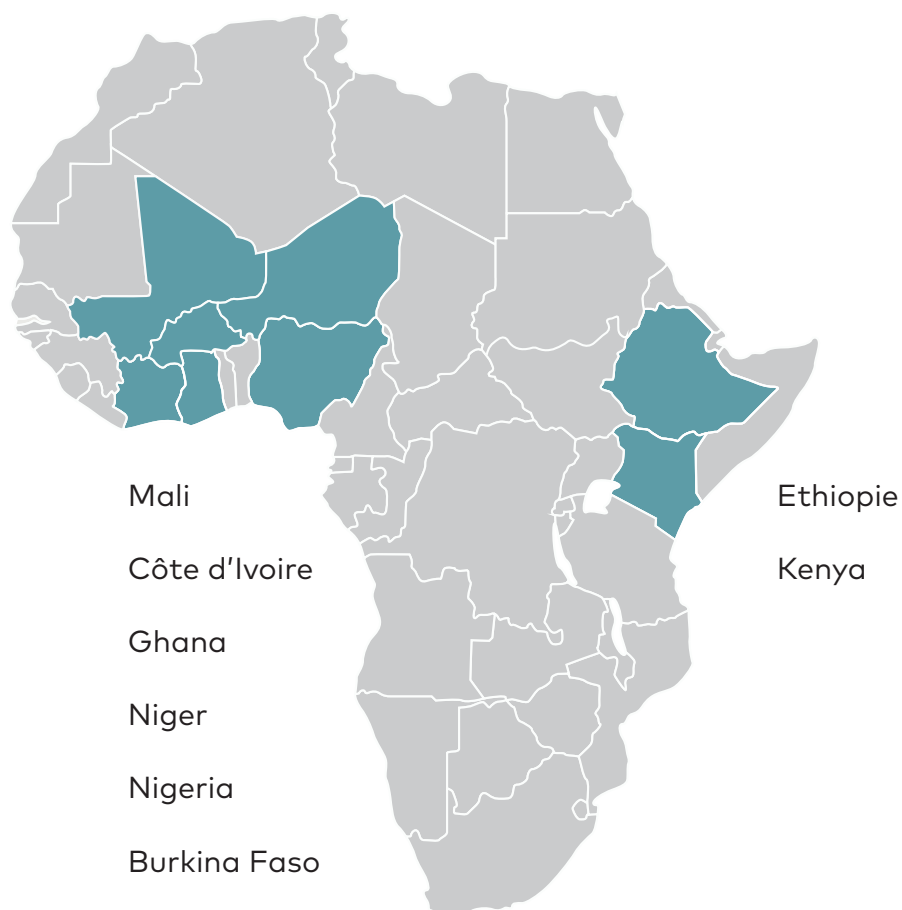 Mali
Côte d'Ivoire
Ghana
Niger
Nigeria
Burkina Faso
Ethiopie
Kenya